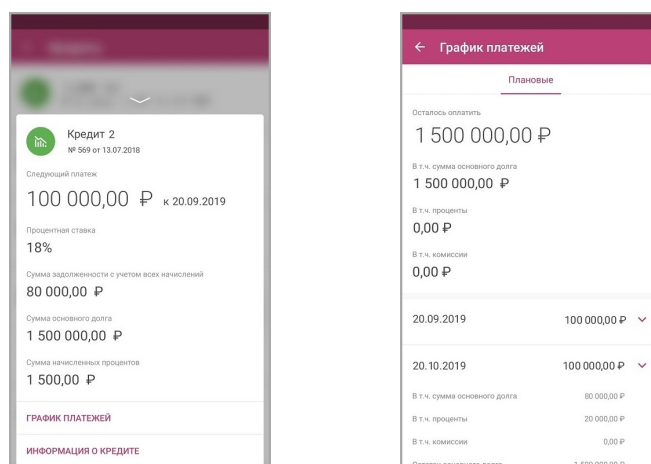 Кредит 2
№ 569 от 13.07.2018
Следующий платеж
100 000,00 ₽ к 20.09.2019
Процентная ставка
18%
Сумма задолженности с учетом всех начислений
80 000,00 ₽
Сумма основного долга
1 500 000,00 ₽
Сумма начисленных процентов
1 500,00 ₽
ГРАФИК ПЛАТЕЖЕЙ
ИНФОРМАЦИЯ О КРЕДИТЕ
График платежей
Плановые
Осталось оплатить
1 500 000,00 ₽
В т.ч. сумма основного долга
1 500 000,00 ₽
В т.ч. проценты
0,00 ₽
В т.ч. комиссии
0,00 ₽
20.09.2019 100 000,00 ₽
20.10.2019 100 000,00 ₽
В т.ч. сумма основного долга 80 000,00 ₽
В т.ч. проценты 20 000,00 ₽
В т.ч. комиссии 0,00 ₽
Остаток основного долга 1 500 000,00 ₽